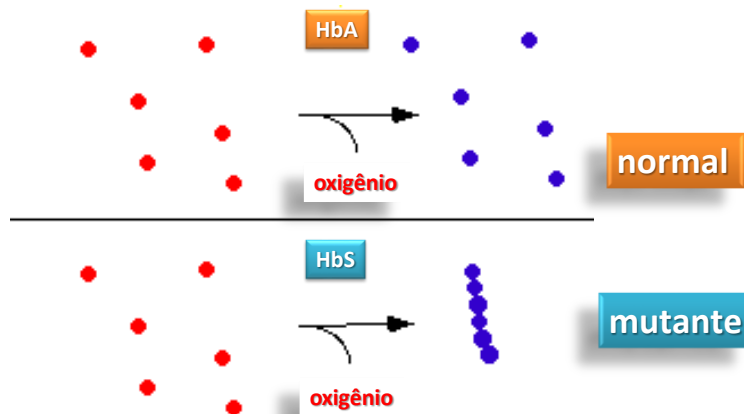 HbA
oxigênio
normal
HbS
oxigênio
mutante